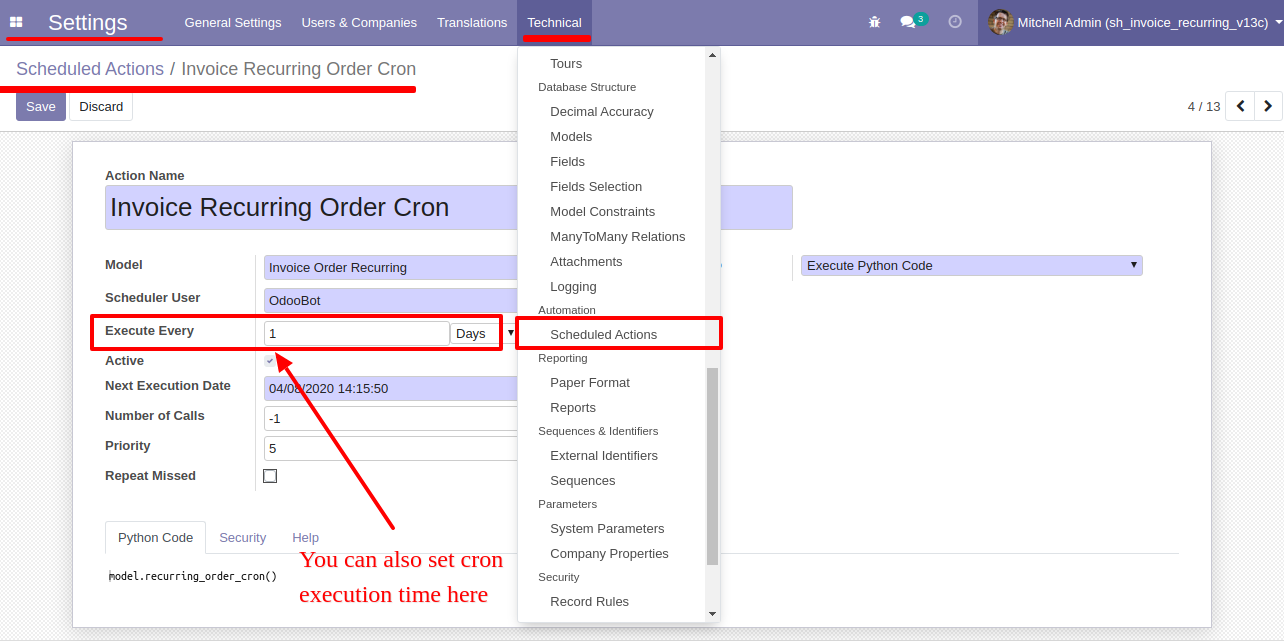 Settings General Settings Users & Companies Translations Technical 3 Mitchell Admin (sh_invoice_recurring_v13c)
Scheduled Actions / Invoice Recurring Order Cron
Save Discard 4 / 13
Action Name
Invoice Recurring Order Cron
Model Invoice Order Recurring Execute Python Code
Scheduler User OdooBot
Execute Every 1 Days
Active
Next Execution Date 04/08/2020 14:15:50
Number of Calls -1
Priority 5
Repeat Missed
Python Code Security Help
model.recurring_order_cron()
You can also set cron
execution time here
Tours
Database Structure
Decimal Accuracy
Models
Fields
Fields Selection
Model Constraints
ManyToMany Relations
Attachments
Logging
Automation
Scheduled Actions
Reporting
Paper Format
Reports
Sequences & Identifiers
External Identifiers
Sequences
Parameters
System Parameters
Company Properties
Security
Record Rules